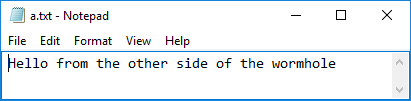 a.txt - Notepad
File Edit Format View Help
Hello from the other side of the wormhole